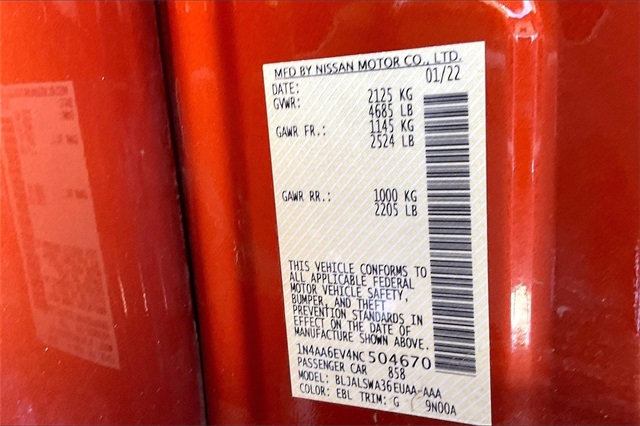 MFD BY NISSAN MOTOR CO., LTD.
DATE: 01/22
GVWR: 2125 KG
4685 LB
GAWR FR.: 1145 KG
2524 LB
GAWR RR.: 1000 KG
2205 LB
THIS VEHICLE CONFORMS TO
ALL APPLICABLE FEDERAL
MOTOR VEHICLE SAFETY,
BUMPER, AND THEFT
PREVENTION STANDARDS IN
EFFECT ON THE DATE OF
MANUFACTURE SHOWN ABOVE.
1N4AA6EV4NC504670
PASSENGER CAR 858
MODEL: BLJALSWA36EUAA-AAA
COLOR: EBL TRIM: G 9N00A